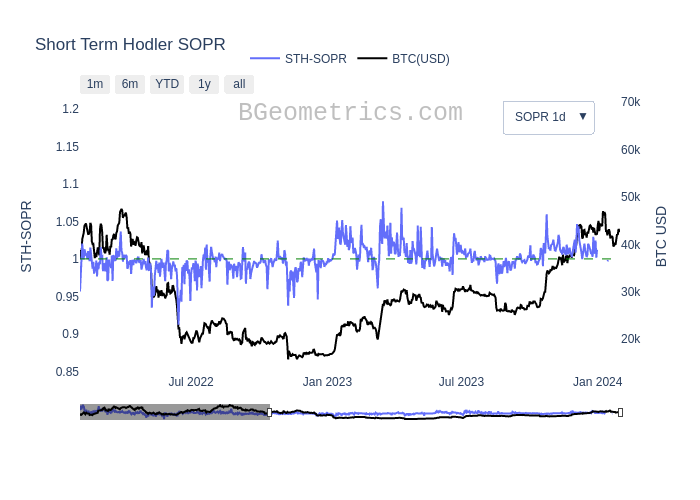 Short Term Hodler SOPR
STH-SOPR
BTC(USD)
1m 6m YTD 1y all
BGeometrics.com
SOPR 1d ▼
1.2
1.15
1.1
1.05
1
0.95
0.9
0.85
STH-SOPR
70k
60k
50k
40k
30k
20k
BTC USD
Jul 2022 Jan 2023 Jul 2023 Jan 2024